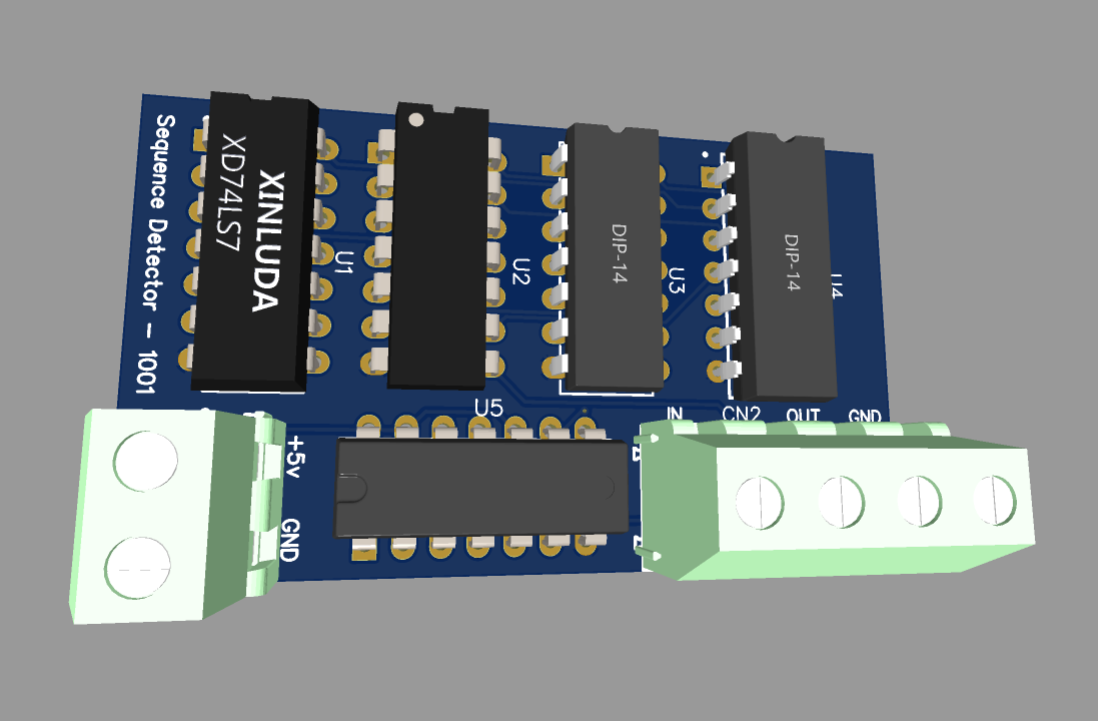 Sequence Detector - 1001
XINLUDA
XD74LS7
U1
U2
DIP-14
U3
DIP-14
U4
U5
IN
CN2
OUT
GND
+5v
GND